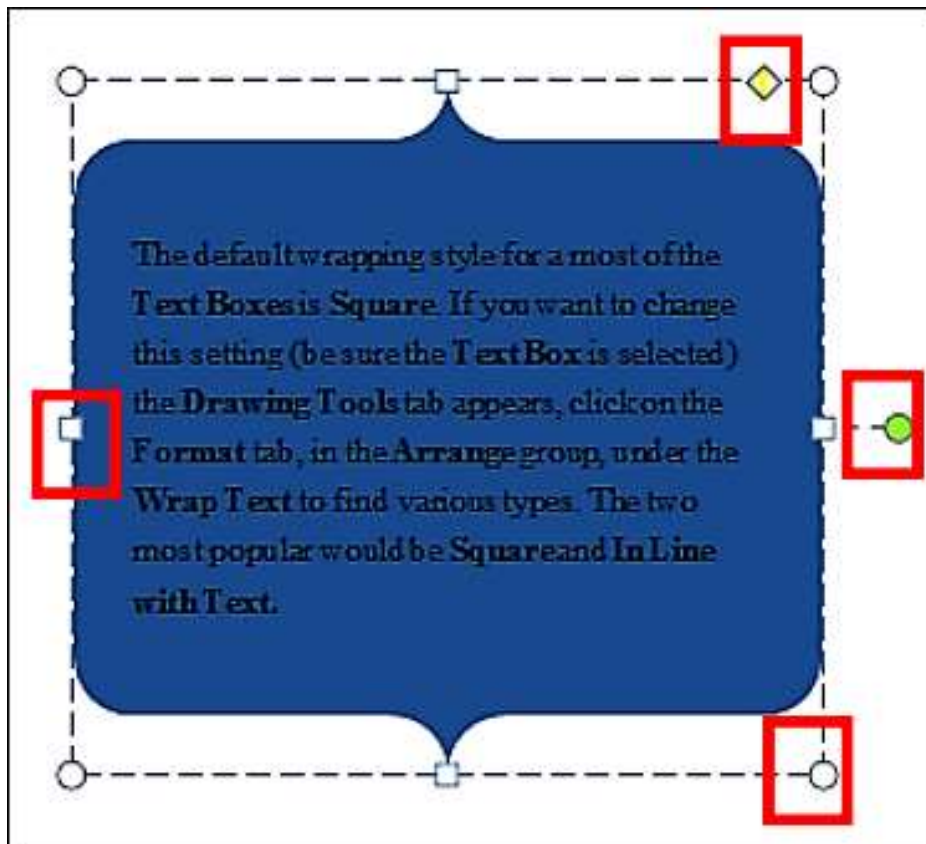 The default wrapping style for a most of the
Text Boxes is Square. If you want to change
this setting (be sure the Text Box is selected)
the Drawing Tools tab appears, click on the
Format tab, in the Arrange group, under the
Wrap Text to find various types. The two
most popular would be Square and In Line
with Text.